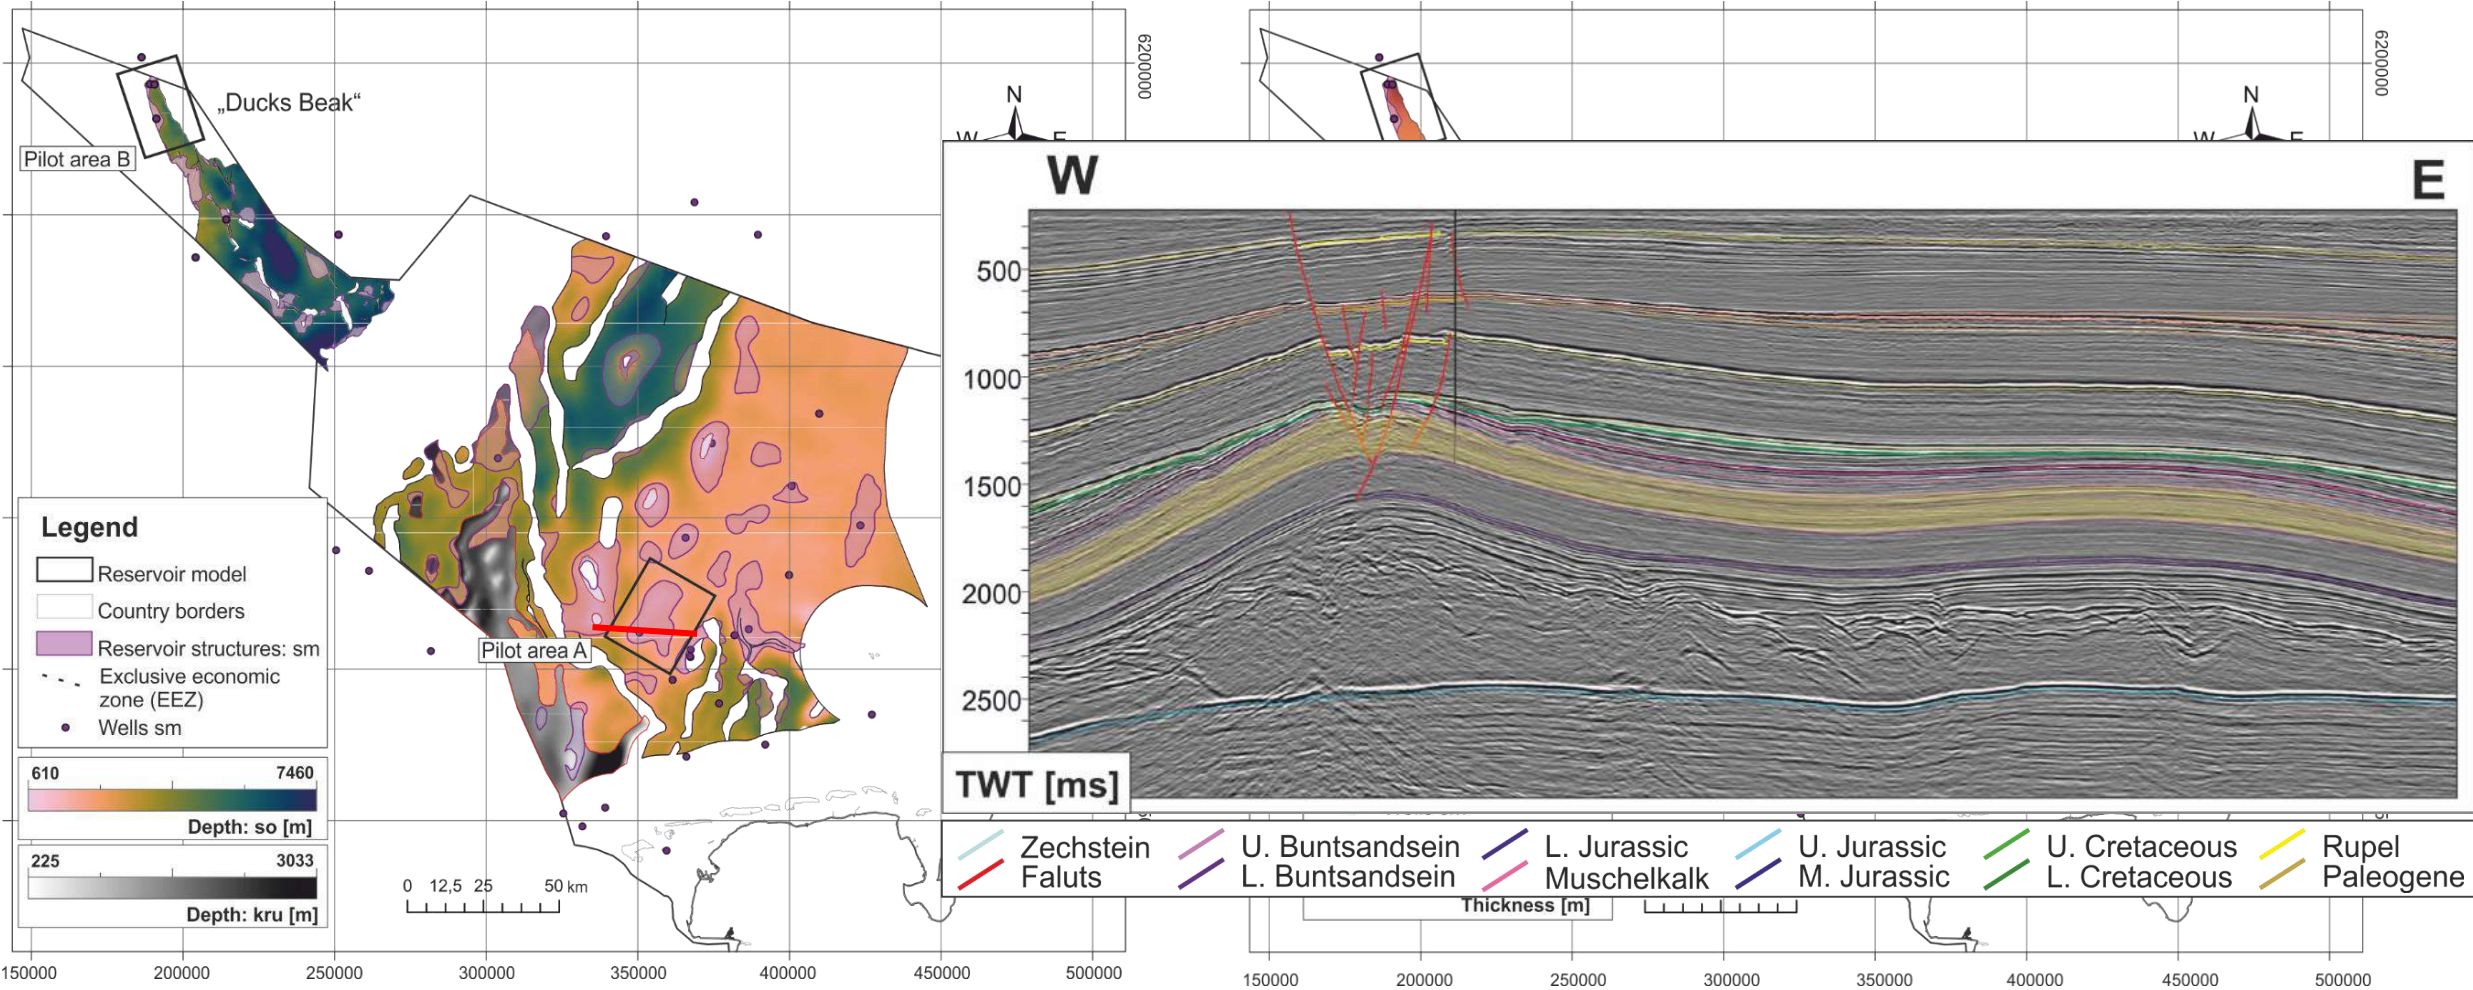 6200000
6200000
N
N
W
E
W
E
„Ducks Beak“
Pilot area B
W
E
500
1000
1500
2000
2500
TWT [ms]
Legend
Reservoir model
Country borders
Reservoir structures: sm
Exclusive economic
zone (EEZ)
Wells sm
Pilot area A
610 7460
Depth: so [m]
225 3033
Depth: kru [m]
0 12,5 25 50 km
Zechstein U. Buntsandsein L. Jurassic U. Jurassic U. Cretaceous Rupel
Faluts L. Buntsandsein Muschelkalk M. Jurassic L. Cretaceous Paleogene
Thickness [m]
150000 200000 250000 300000 350000 400000 450000 500000
150000 200000 250000 300000 350000 400000 450000 500000